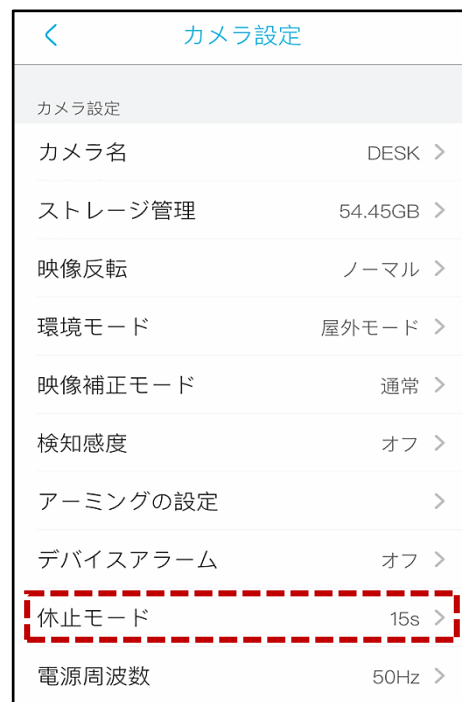 カメラ設定
カメラ設定
カメラ名 DESK
ストレージ管理 54.45GB
映像反転 ノーマル
環境モード 屋外モード
映像補正モード 通常
検知感度 オフ
アーミングの設定
デバイスアラーム オフ
休止モード 15s
電源周波数 50Hz